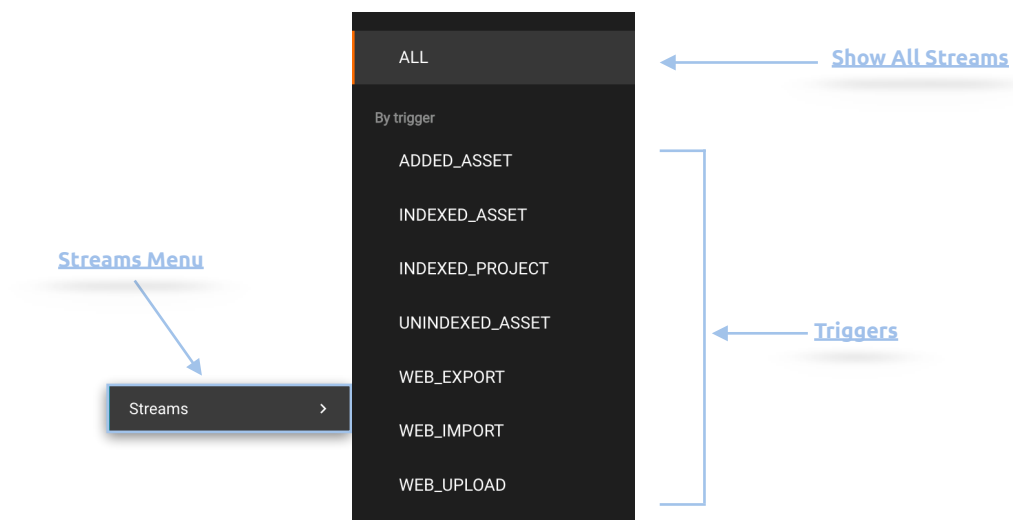 ALL
Show All Streams
By trigger
ADDED_ASSET
INDEXED_ASSET
Streams Menu
INDEXED_PROJECT
UNINDEXED_ASSET
Triggers
WEB_EXPORT
Streams
WEB_IMPORT
WEB_UPLOAD